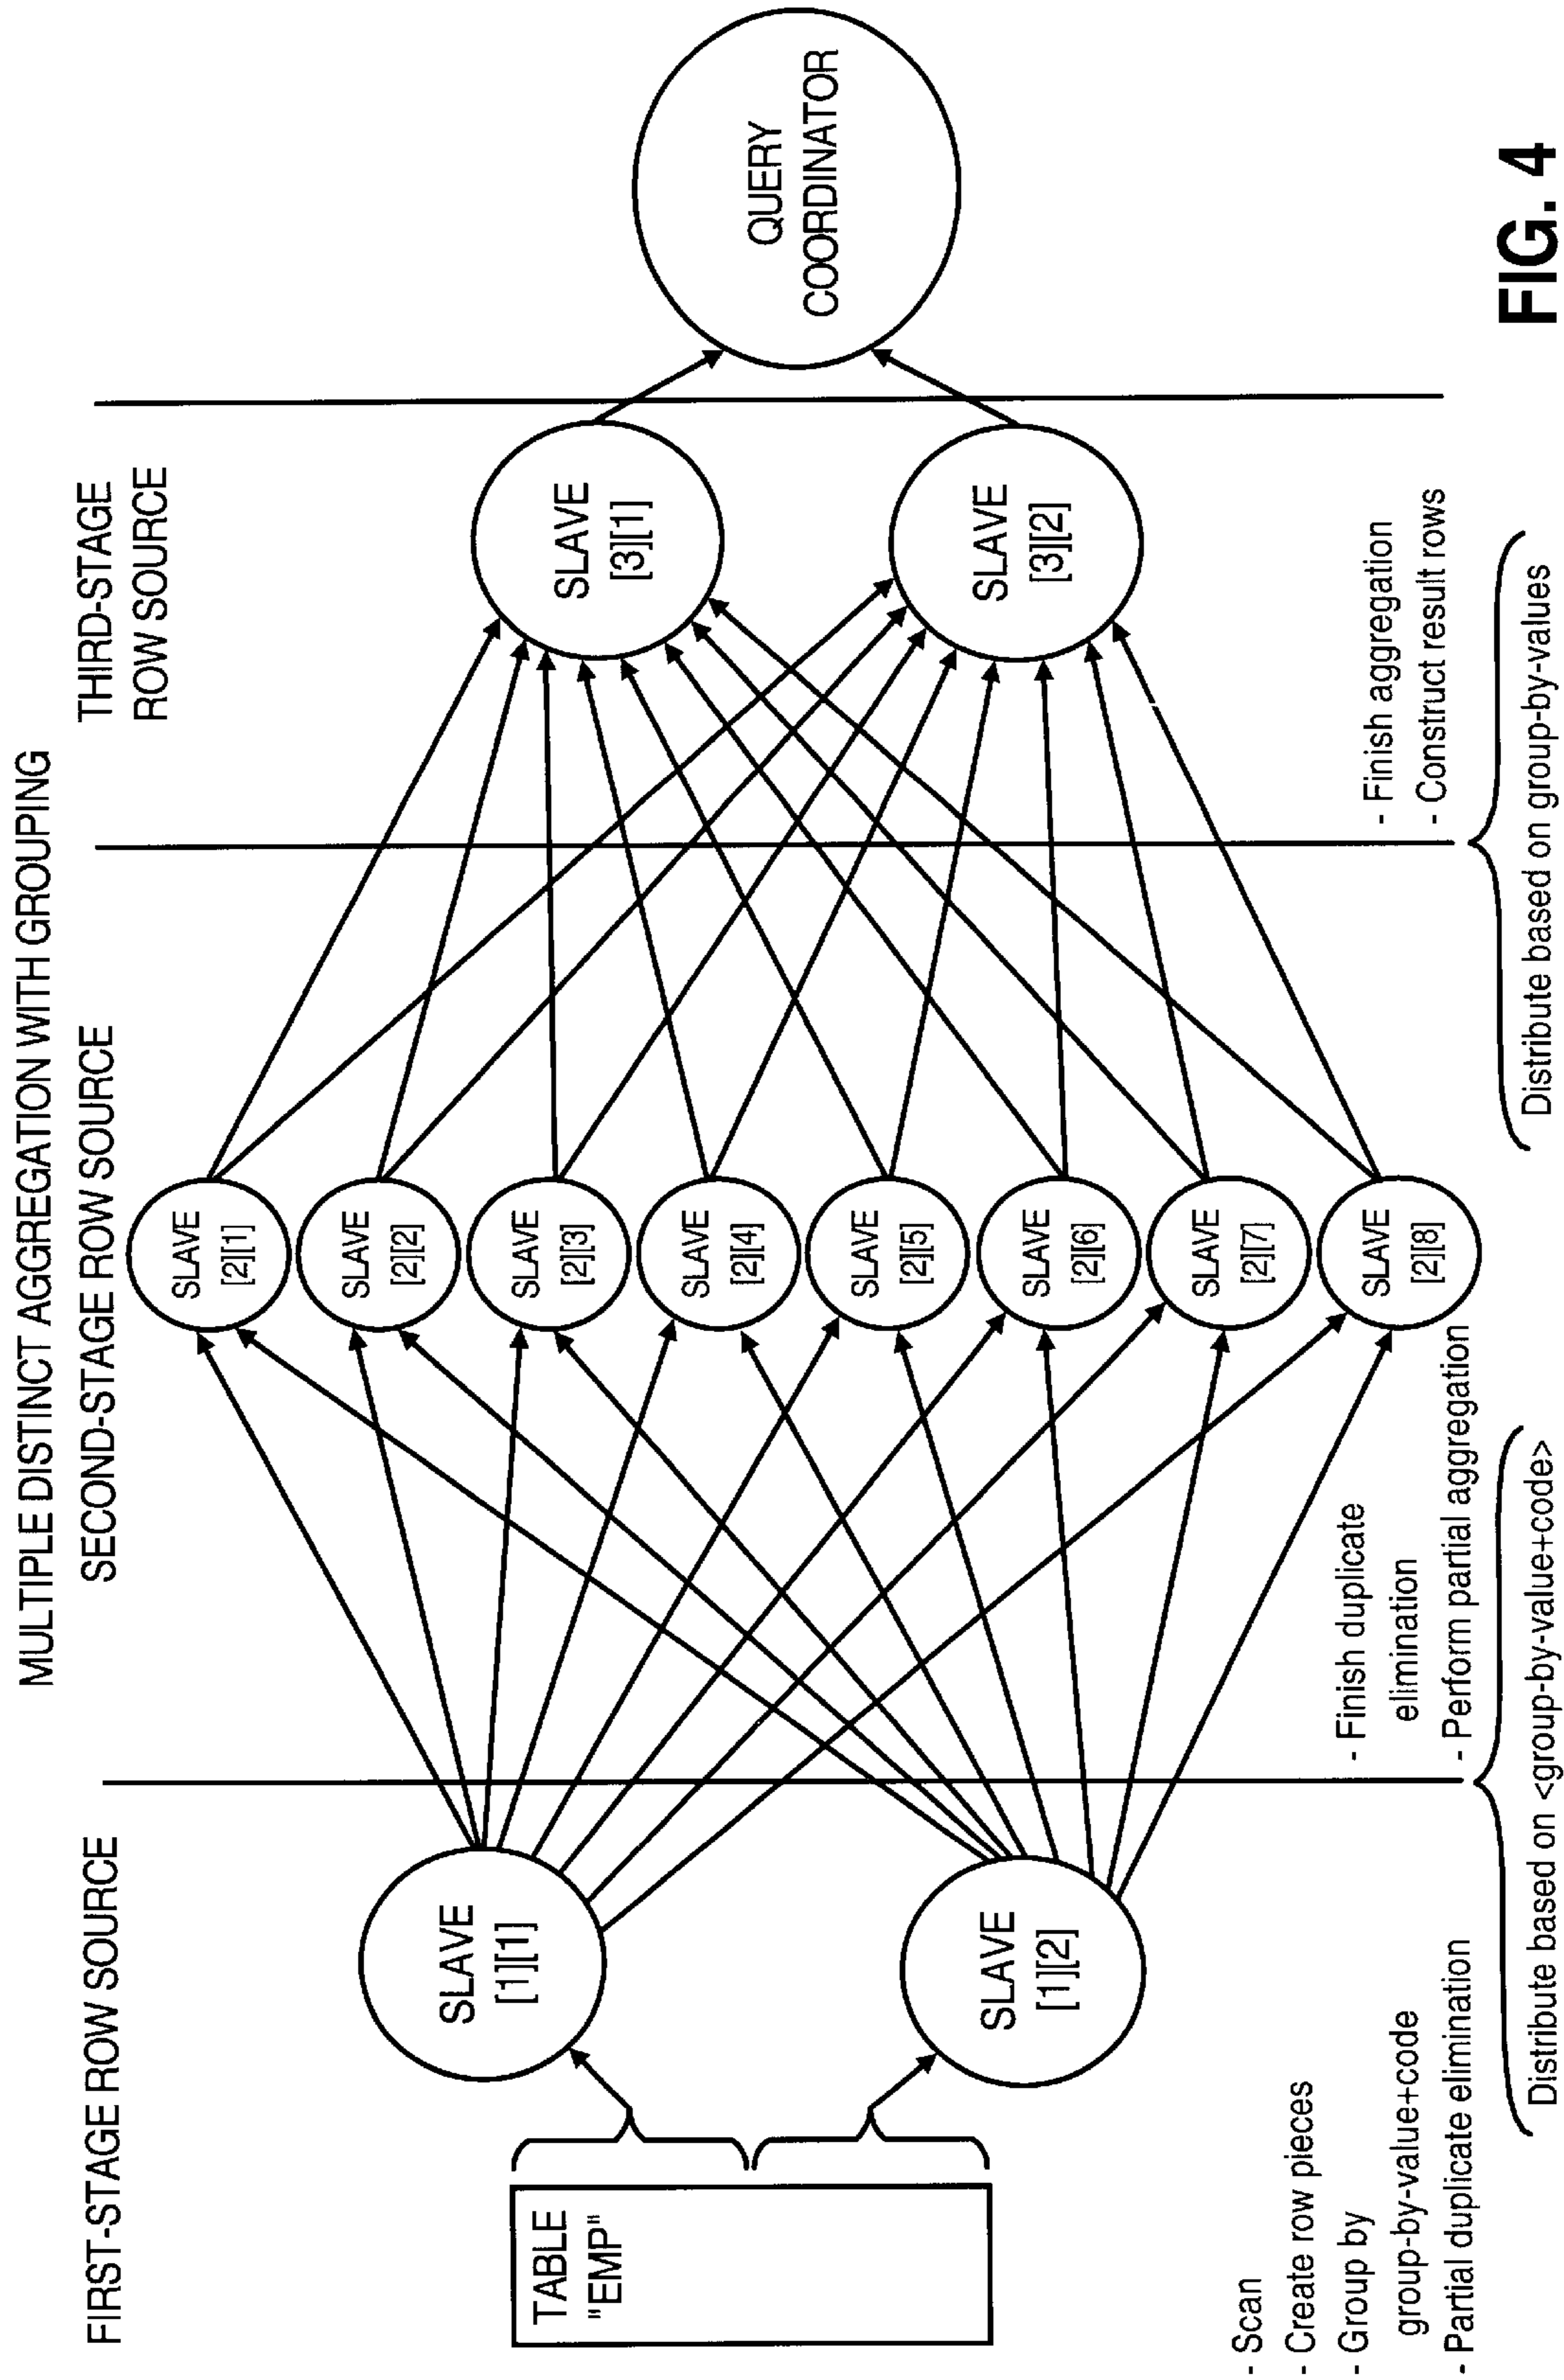 MULTIPLE DISTINCT AGGREGATION WITH GROUPING
FIRST-STAGE ROW SOURCE
SECOND-STAGE ROW SOURCE
THIRD-STAGE
ROW SOURCE
TABLE
"EMP"
SLAVE
[1][1]
SLAVE
[1][2]
SLAVE
[2][1]
SLAVE
[2][2]
SLAVE
[2][3]
SLAVE
[2][4]
SLAVE
[2][5]
SLAVE
[2][6]
SLAVE
[2][7]
SLAVE
[2][8]
SLAVE
[3][1]
SLAVE
[3][2]
QUERY
COORDINATOR
- Scan
- Create row pieces
- Group by
group-by-value+code
- Partial duplicate elimination
- Finish duplicate
elimination
- Perform partial aggregation
- Finish aggregation
- Construct result rows
Distribute based on <group-by-value+code>
Distribute based on group-by-values
FIG. 4